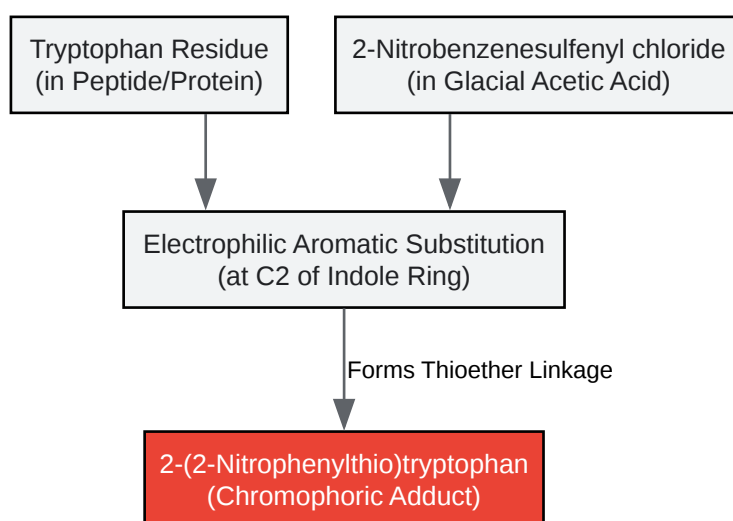 Tryptophan Residue
(in Peptide/Protein)
2-Nitrobenzenesulfenyl chloride
(in Glacial Acetic Acid)
Electrophilic Aromatic Substitution
(at C2 of Indole Ring)
Forms Thioether Linkage
2-(2-Nitrophenylthio)tryptophan
(Chromophoric Adduct)